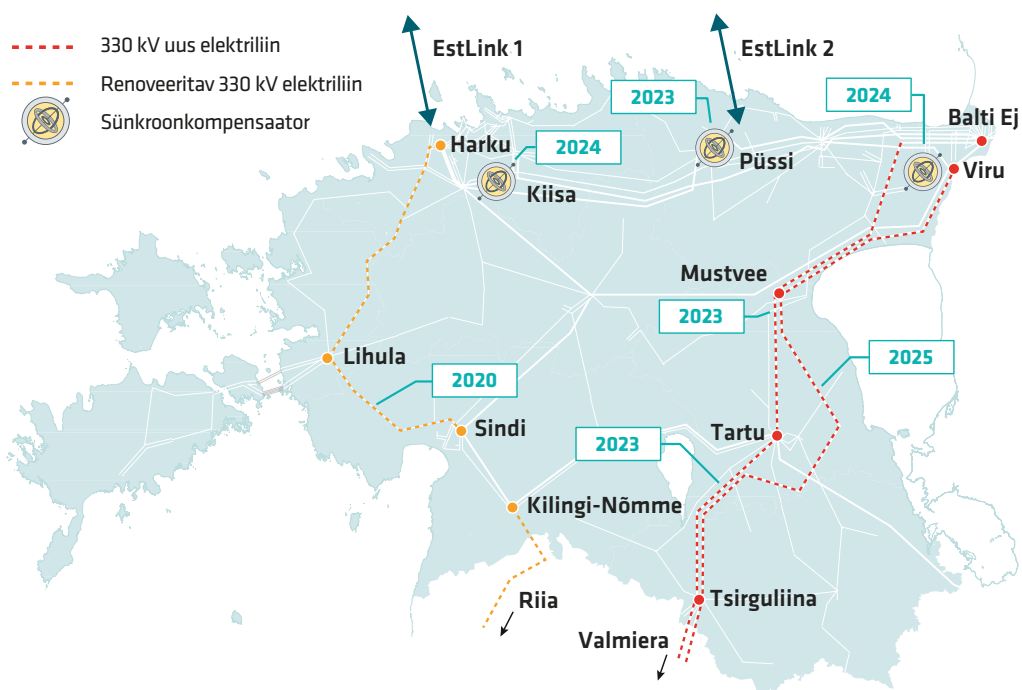 330 kV uus elektriliin
Renoveeritav 330 kV elektriliin
Sünkroonkompensaator
EstLink 1
EstLink 2
2023
2024
Balti Ej
Harku
2024
Püssi
Viru
Kiisa
Mustvee
2023
Lihula
2025
2020
Sindi
Tartu
2023
Kilingi-Nõmme
Riia
Tsirguliina
Valmiera